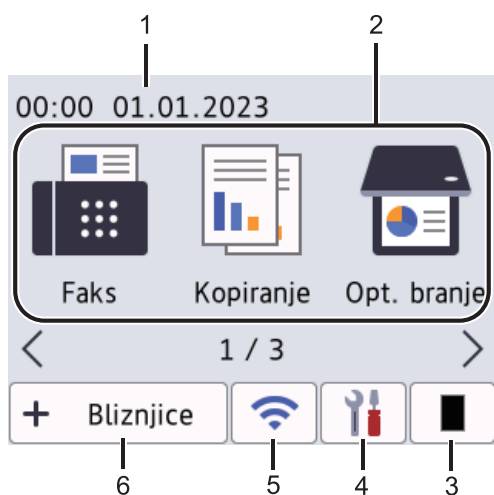 1 2
00:00 01.01.2023
Faks Kopiranje Opt. branje
1 / 3
+ Bliznjice
6 5 4 3